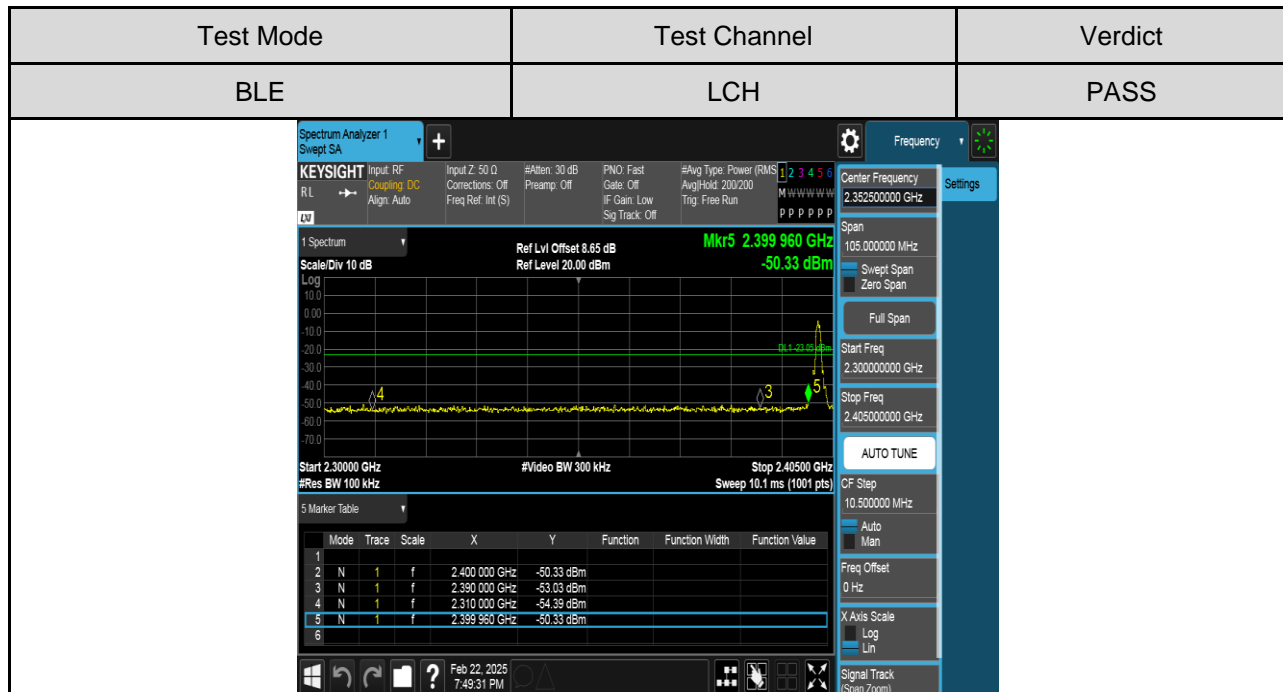 Test Mode Test Channel Verdict
BLE LCH PASS
Spectrum Analyzer 1
Swept SA
+
Frequency
KEYSIGHT Input: RF Input Z: 50 Ω #Atten: 30 dB PNO: Fast #Avg Type: Power (RMS 1 2 3 4 5 6
RL Coupling: DC Corrections: Off Preamp: Off Gate: Off Avg|Hold: 200/200 M W W W W W
Align: Auto Freq Ref: Int (S) IF Gain: Low Trig: Free Run
LXI Sig Track: Off P P P P P P
Center Frequency
2.352500000 GHz
Settings
1 Spectrum
Ref Lvl Offset 8.65 dB
Mkr5 2.399 960 GHz
Scale/Div 10 dB
Ref Level 20.00 dBm
-50.33 dBm
Log
10.0
0.00
-10.0
-20.0
DL1 -23.05 dBm
-30.0
-40.0
-50.0
-60.0
-70.0
4
3
5
Start 2.30000 GHz #Video BW 300 kHz Stop 2.40500 GHz
#Res BW 100 kHz Sweep 10.1 ms (1001 pts)
Span
105.000000 MHz
Swept Span
Zero Span
Full Span
Start Freq
2.300000000 GHz
Stop Freq
2.405000000 GHz
AUTO TUNE
CF Step
10.500000 MHz
Auto
Man
Freq Offset
0 Hz
X Axis Scale
Log
Lin
Signal Track
(Span Zoom)
5 Marker Table
Mode Trace Scale X Y Function Function Width Function Value
1
2 N 1 f 2.400 000 GHz -50.33 dBm
3 N 1 f 2.390 000 GHz -53.03 dBm
4 N 1 f 2.310 000 GHz -54.39 dBm
5 N 1 f 2.399 960 GHz -50.33 dBm
6
? Feb 22, 2025
7:49:31 PM